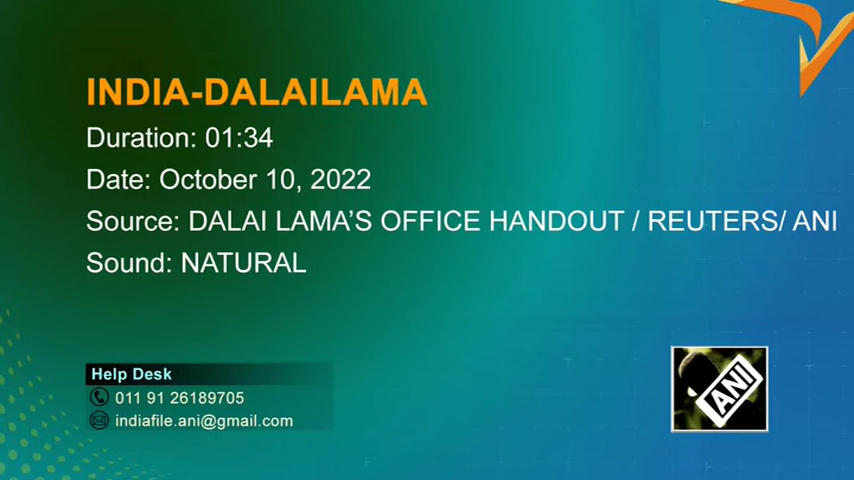 INDIA-DALAILAMA
Duration: 01:34
Date: October 10, 2022
Source: DALAI LAMA’S OFFICE HANDOUT / REUTERS/ ANI
Sound: NATURAL
Help Desk
011 91 26189705
indiafile.ani@gmail.com
ANI